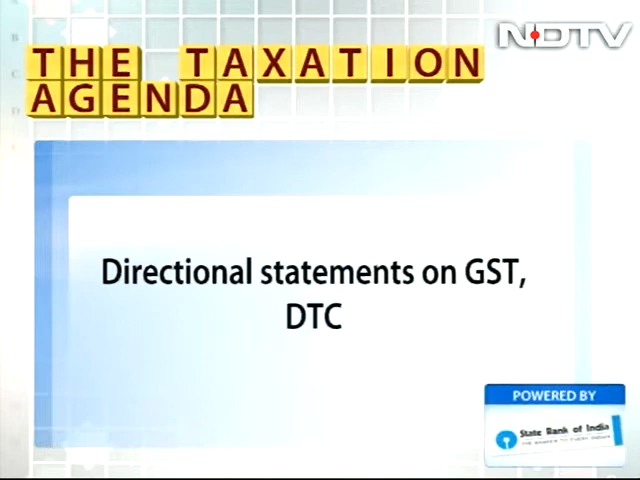 NDTV
THE TAXATION
AGENDA
Directional statements on GST,
DTC
POWERED BY
State Bank of India